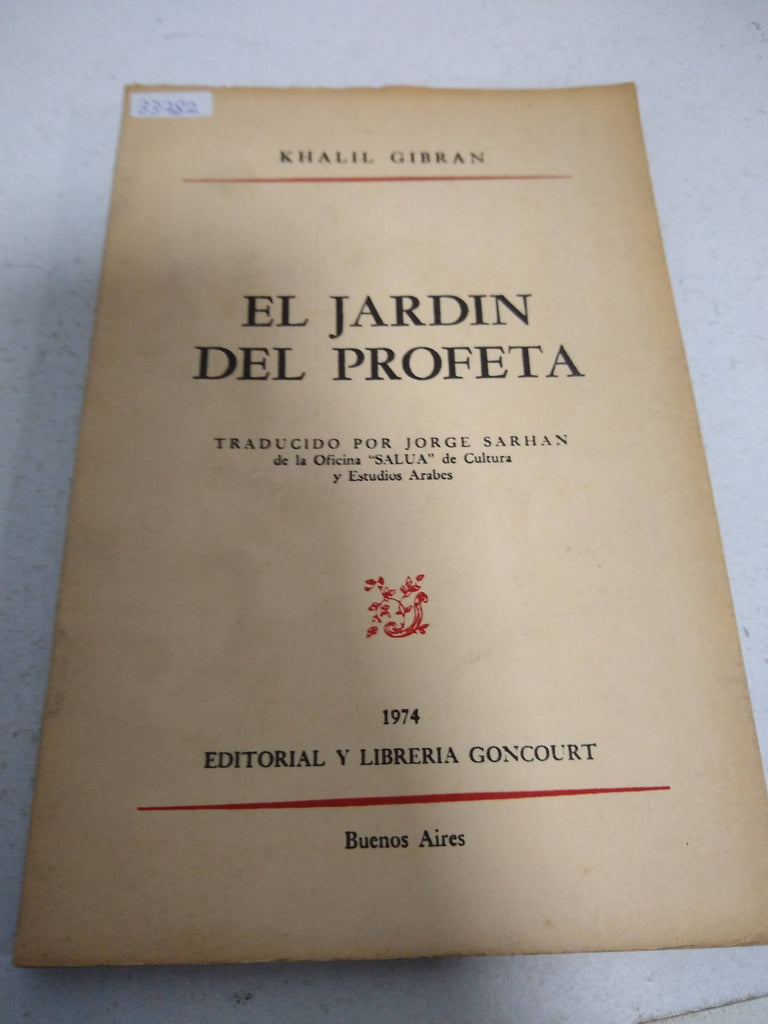 33782
KHALIL GIBRAN
EL JARDIN
DEL PROFETA
TRADUCIDO POR JORGE SARHAN
de la Oficina "SALUA" de Cultura
y Estudios Arabes
1974
EDITORIAL Y LIBRERIA GONCOURT
Buenos Aires